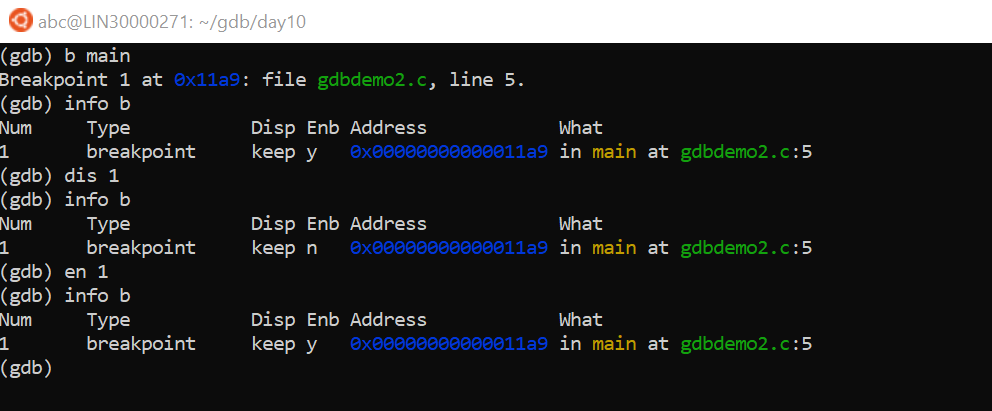 abc@LIN30000271: ~/gdb/day10
(gdb) b main
Breakpoint 1 at 0x11a9: file gdbdemo2.c, line 5.
(gdb) info b
Num     Type           Disp Enb Address            What
1       breakpoint     keep y   0x00000000000011a9 in main at gdbdemo2.c:5
(gdb) dis 1
(gdb) info b
Num     Type           Disp Enb Address            What
1       breakpoint     keep n   0x00000000000011a9 in main at gdbdemo2.c:5
(gdb) en 1
(gdb) info b
Num     Type           Disp Enb Address            What
1       breakpoint     keep y   0x00000000000011a9 in main at gdbdemo2.c:5
(gdb)